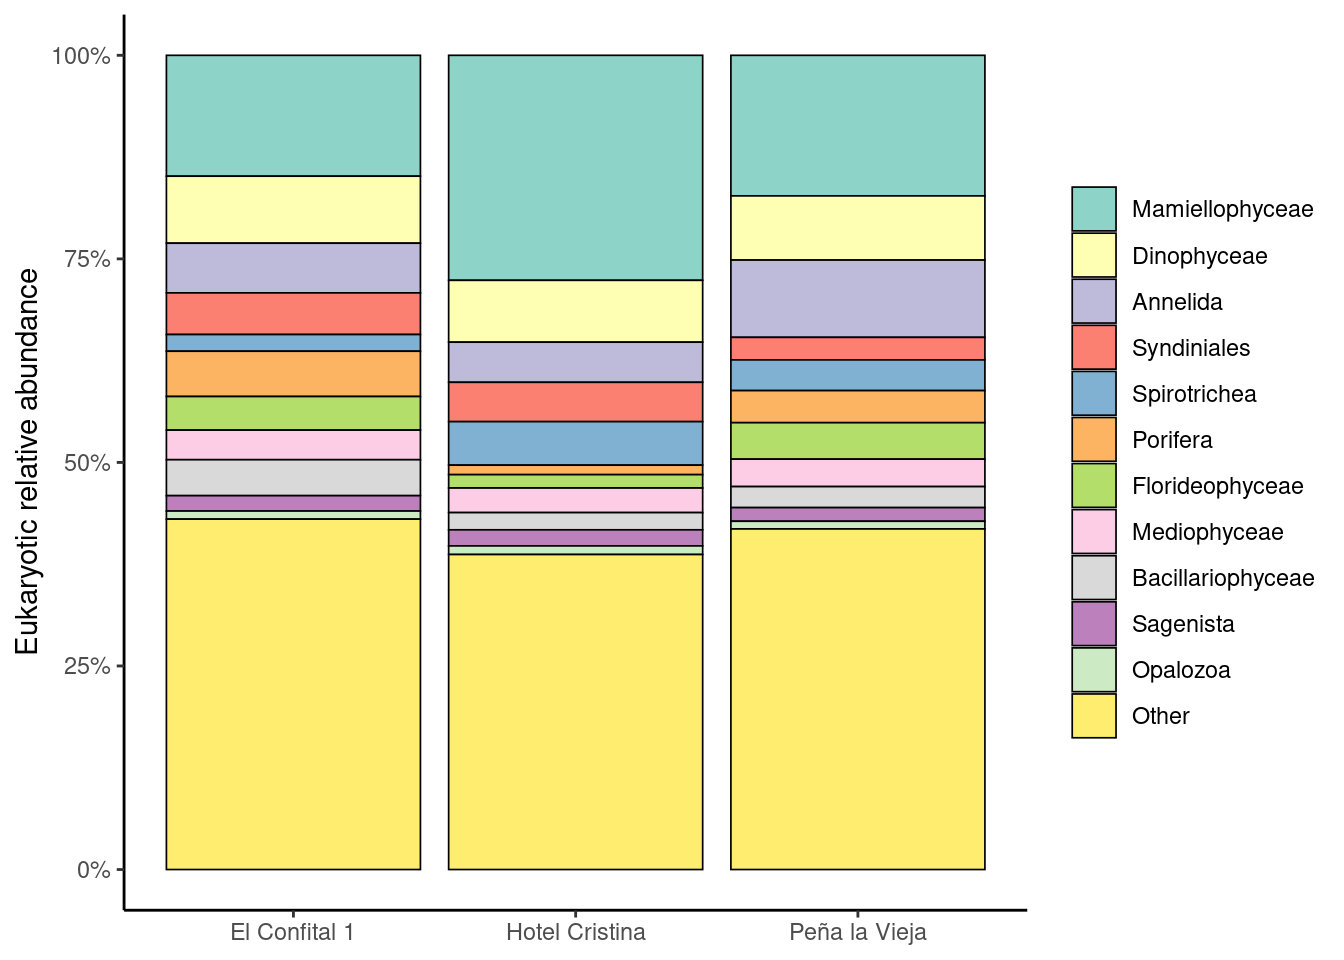 Eukaryotic relative abundance
100%
75%
50%
25%
0%
El Confital 1
Hotel Cristina
Peña la Vieja
Mamiellophyceae
Dinophyceae
Annelida
Syndiniales
Spirotrichea
Porifera
Florideophyceae
Mediophyceae
Bacillariophyceae
Sagenista
Opalozoa
Other